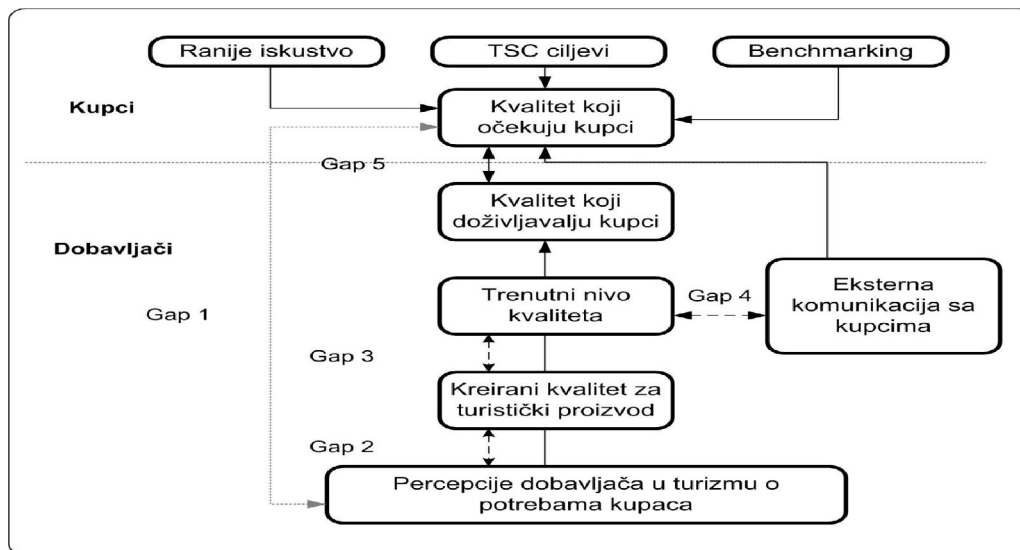 Ranije iskustvo
TSC ciljevi
Benchmarking
Kupci
Kvalitet koji
očekuju kupci
Gap 5
Kvalitet koji
doživljavalju kupci
Dobavljači
Gap 1
Trenutni nivo
kvaliteta
Gap 4
Eksterna
komunikacija sa
kupcima
Gap 3
Kreirani kvalitet za
turistički proizvod
Gap 2
Percepcije dobavljača u turizmu o
potrebama kupaca